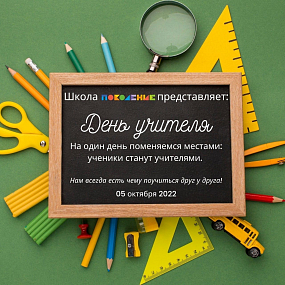 Школа ПОКОЛЕНИЕ представляет:
День учителя
На один день поменяемся местами:
ученики станут учителями.
Нам всегда есть чему поучиться друг у друга!
05 октября 2022